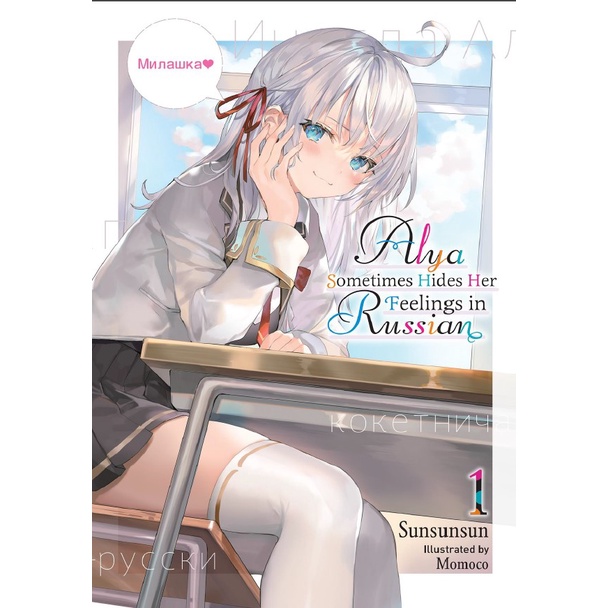 Милашка♥
Alya
Sometimes Hides Her
Feelings in
Russian
кокетнич
1
Sunsunsun
Illustrated by
Momoco
-русски